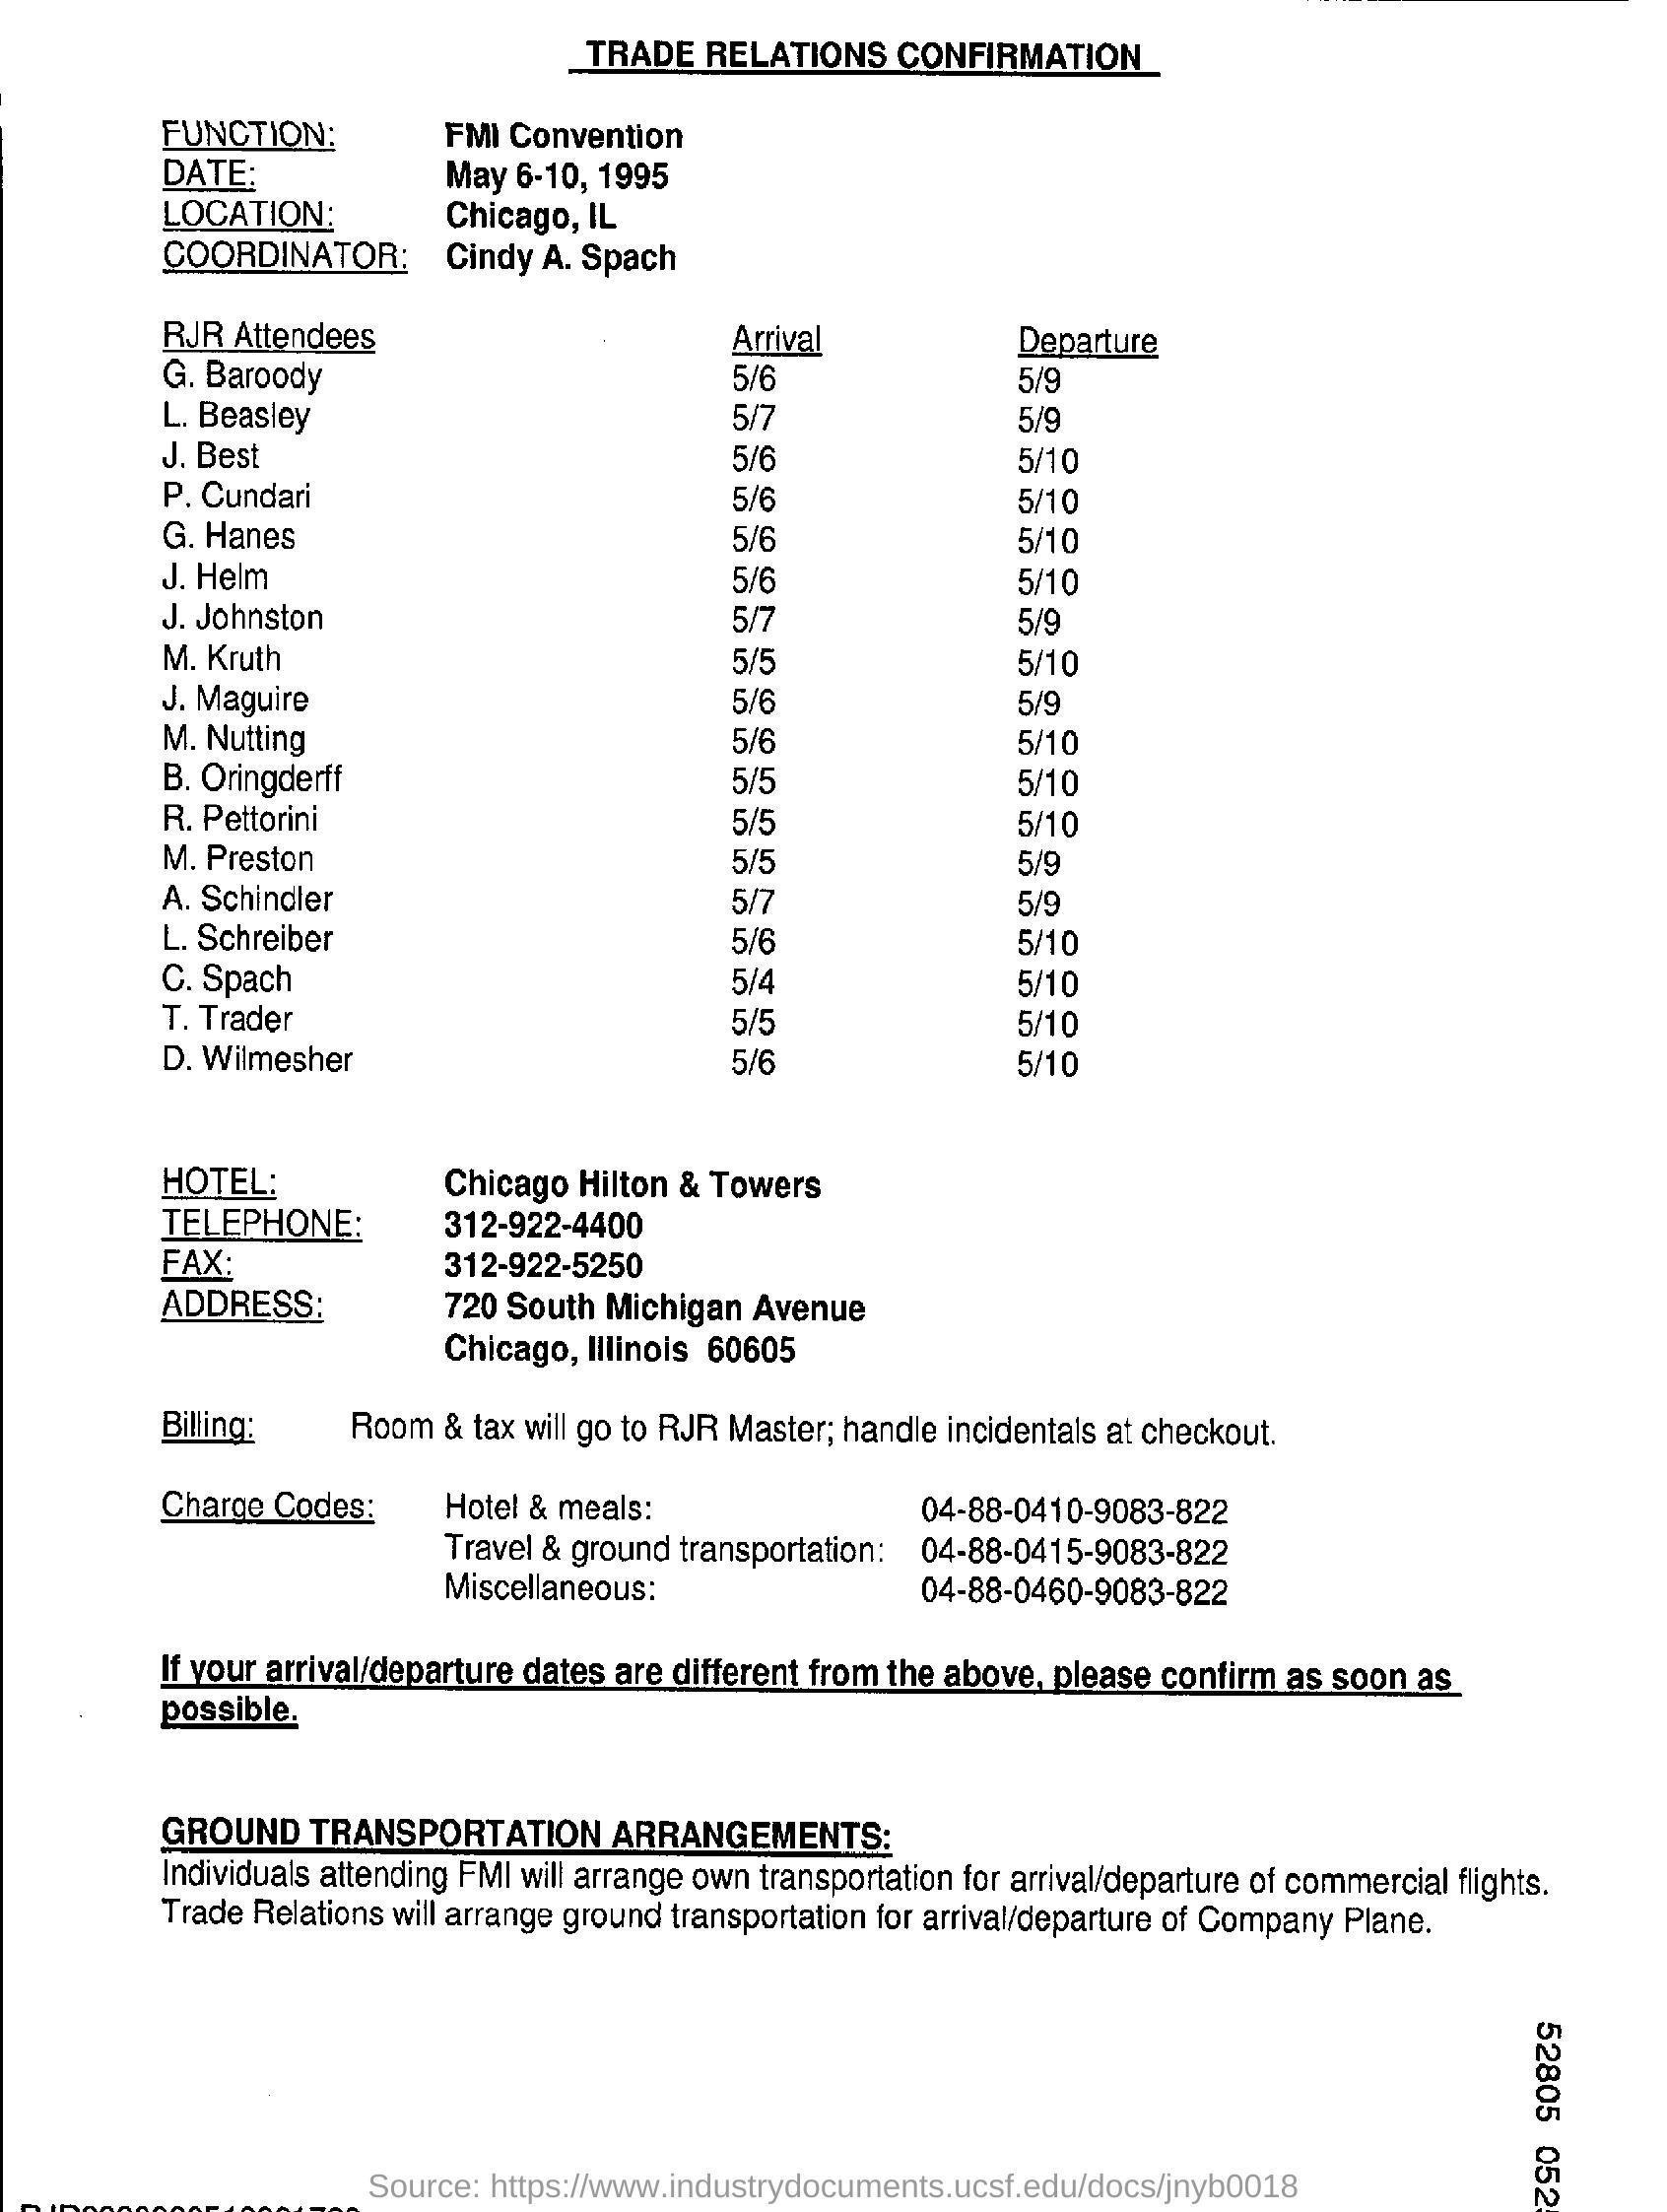 TRADE RELATIONS CONFIRMATION
FUNCTION: FMI Convention
DATE: May 6-10, 1995
LOCATION: Chicago, IL
COORDINATOR: Cindy A. Spach
RJR Attendees Arrival Departure
G. Baroody 5/6 5/9
L. Beasley 5/7 5/9
J. Best 5/6 5/10
P. Cundari 5/6 5/10
G. Hanes 5/6 5/10
J. Helm 5/6 5/10
J. Johnston 5/7 5/9
M. Kruth 5/5 5/10
J. Maguire 5/6 5/9
M. Nutting 5/6 5/10
B. Oringderff 5/5 5/10
R. Pettorini 5/5 5/10
M. Preston 5/5 5/9
A. Schindler 5/7 5/9
L. Schreiber 5/6 5/10
C. Spach 5/4 5/10
T. Trader 5/5 5/10
D. Wilmesher 5/6 5/10
HOTEL: Chicago Hilton & Towers
TELEPHONE: 312-922-4400
FAX: 312-922-5250
ADDRESS: 720 South Michigan Avenue
Chicago, Illinois 60605
Billing: Room & tax will go to RJR Master; handle incidentals at checkout.
Charge Codes: Hotel & meals: 04-88-0410-9083-822
Travel & ground transportation: 04-88-0415-9083-822
Miscellaneous: 04-88-0460-9083-822
If your arrival/departure dates are different from the above, please confirm as soon as
possible.
GROUND TRANSPORTATION ARRANGEMENTS:
Individuals attending FMI will arrange own transportation for arrival/departure of commercial flights.
Trade Relations will arrange ground transportation for arrival/departure of Company Plane.
52805 052
Source: https://www.industrydocuments.ucsf.edu/docs/jnyb0018